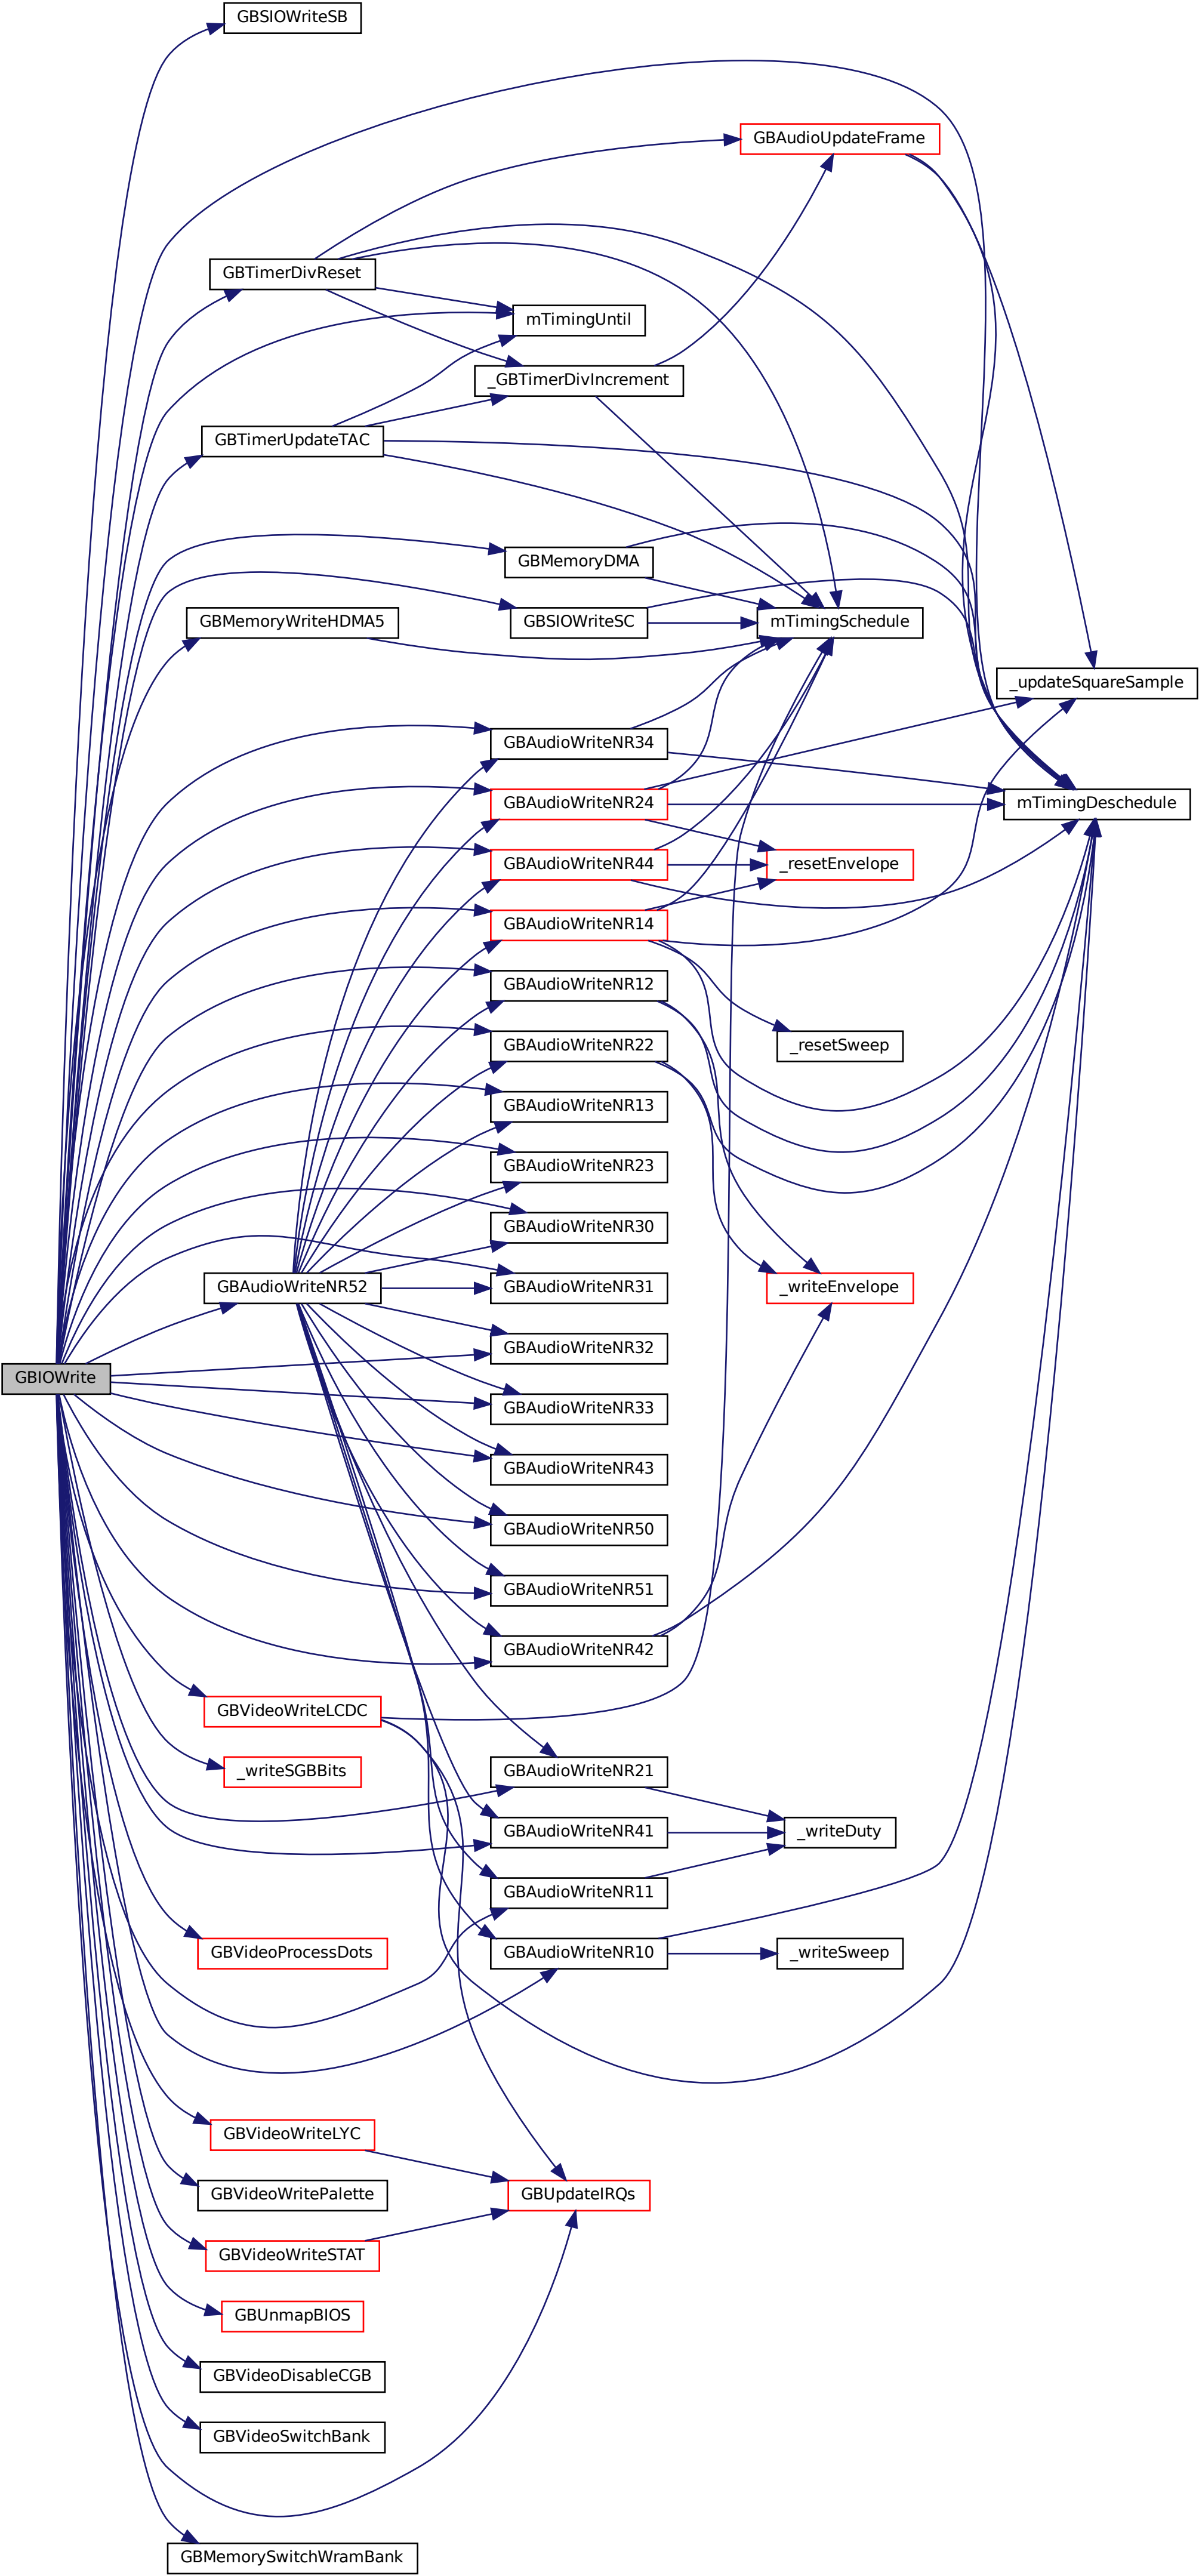 GBSIOWriteSB
GBAudioUpdateFrame
GBTimerDivReset
mTimingUntil
_GBTimerDivIncrement
GBTimerUpdateTAC
GBMemoryDMA
GBMemoryWriteHDMA5
GBSIOWriteSC
mTimingSchedule
_updateSquareSample
GBAudioWriteNR34
GBAudioWriteNR24
mTimingDeschedule
GBAudioWriteNR44
_resetEnvelope
GBAudioWriteNR14
GBAudioWriteNR12
GBAudioWriteNR22
_resetSweep
GBAudioWriteNR13
GBAudioWriteNR23
GBAudioWriteNR30
GBAudioWriteNR52
GBAudioWriteNR31
_writeEnvelope
GBAudioWriteNR32
GBIOWrite
GBAudioWriteNR33
GBAudioWriteNR43
GBAudioWriteNR50
GBAudioWriteNR51
GBAudioWriteNR42
GBVideoWriteLCDC
_writeSGBBits
GBAudioWriteNR21
GBAudioWriteNR41
_writeDuty
GBAudioWriteNR11
GBVideoProcessDots
GBAudioWriteNR10
_writeSweep
GBVideoWriteLYC
GBVideoWritePalette
GBUpdateIRQs
GBVideoWriteSTAT
GBUnmapBIOS
GBVideoDisableCGB
GBVideoSwitchBank
GBMemorySwitchWramBank